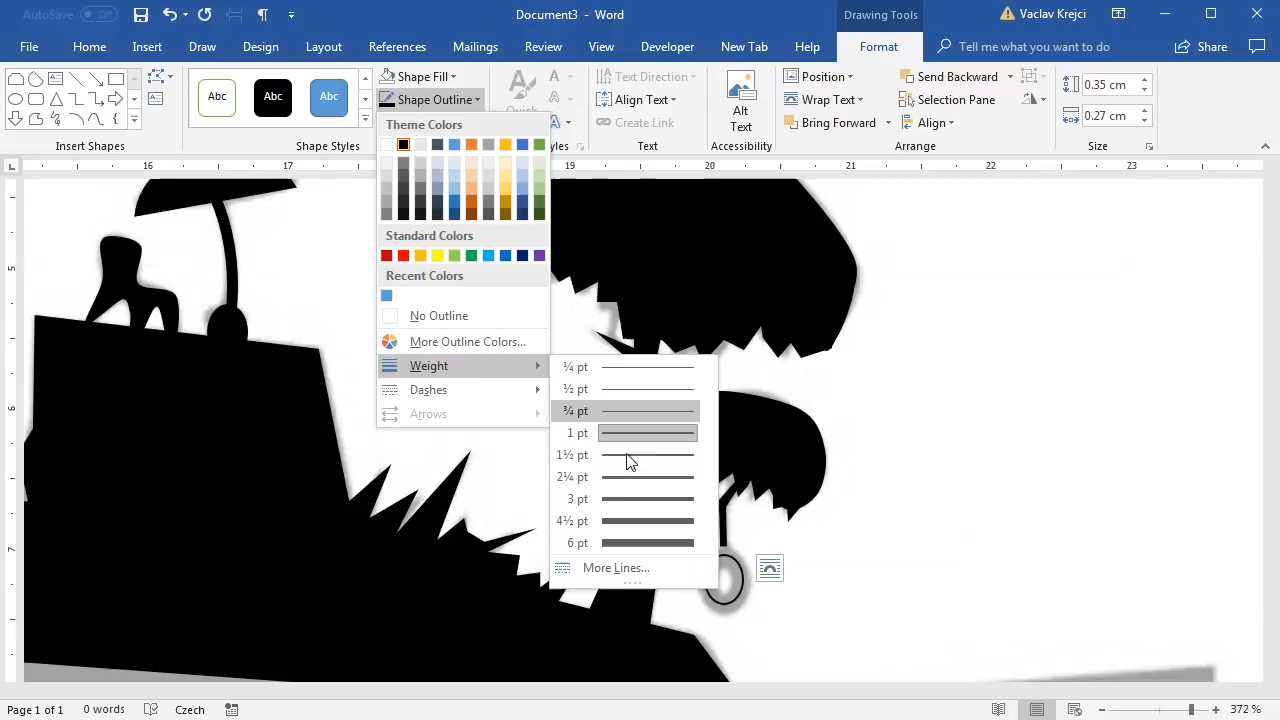 AutoSave Off Document3 - Word Drawing Tools Vaclav Krejci
File Home Insert Draw Design Layout References Mailings Review View Developer New Tab Help Format Tell me what you want to do Share
Abc Abc Abc
Shape Fill
Shape Outline
Quick
Text Direction
Align Text
Create Link
Alt
Text
Position
Wrap Text
Bring Forward
Send Backward
Selection Pane
Align
0.35 cm
0.27 cm
Insert Shapes Shape Styles Text Accessibility Arrange Size
16 17 19 20 21 22 23
5
6
7
Theme Colors
Standard Colors
Recent Colors
No Outline
More Outline Colors...
Weight
Dashes
Arrows
¼ pt
½ pt
¾ pt
1 pt
1½ pt
2¼ pt
3 pt
4½ pt
6 pt
More Lines...
Page 1 of 1 0 words Czech 372 %